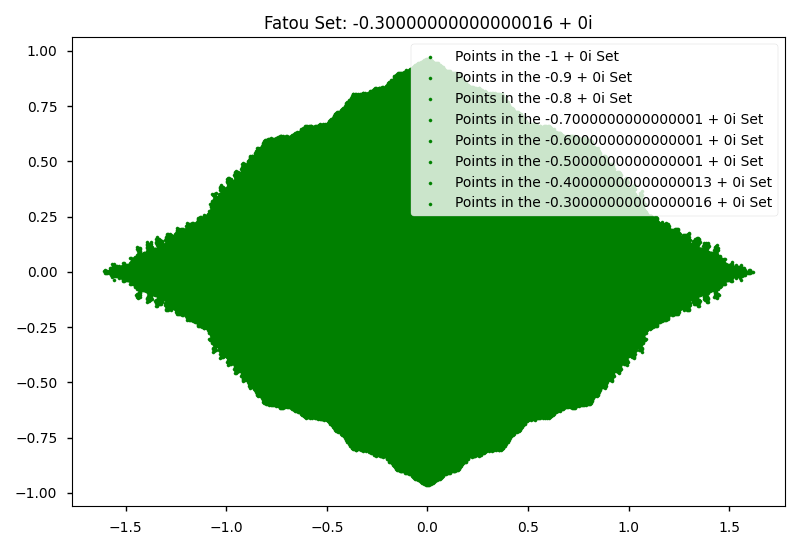 Fatou Set: -0.30000000000000016 + 0i
1.00
0.75
0.50
0.25
0.00
−0.25
−0.50
−0.75
−1.00
Points in the -1 + 0i Set
Points in the -0.9 + 0i Set
Points in the -0.8 + 0i Set
Points in the -0.7000000000000001 + 0i Set
Points in the -0.6000000000000001 + 0i Set
Points in the -0.5000000000000001 + 0i Set
Points in the -0.40000000000000013 + 0i Set
Points in the -0.30000000000000016 + 0i Set
−1.5 −1.0 −0.5 0.0 0.5 1.0 1.5